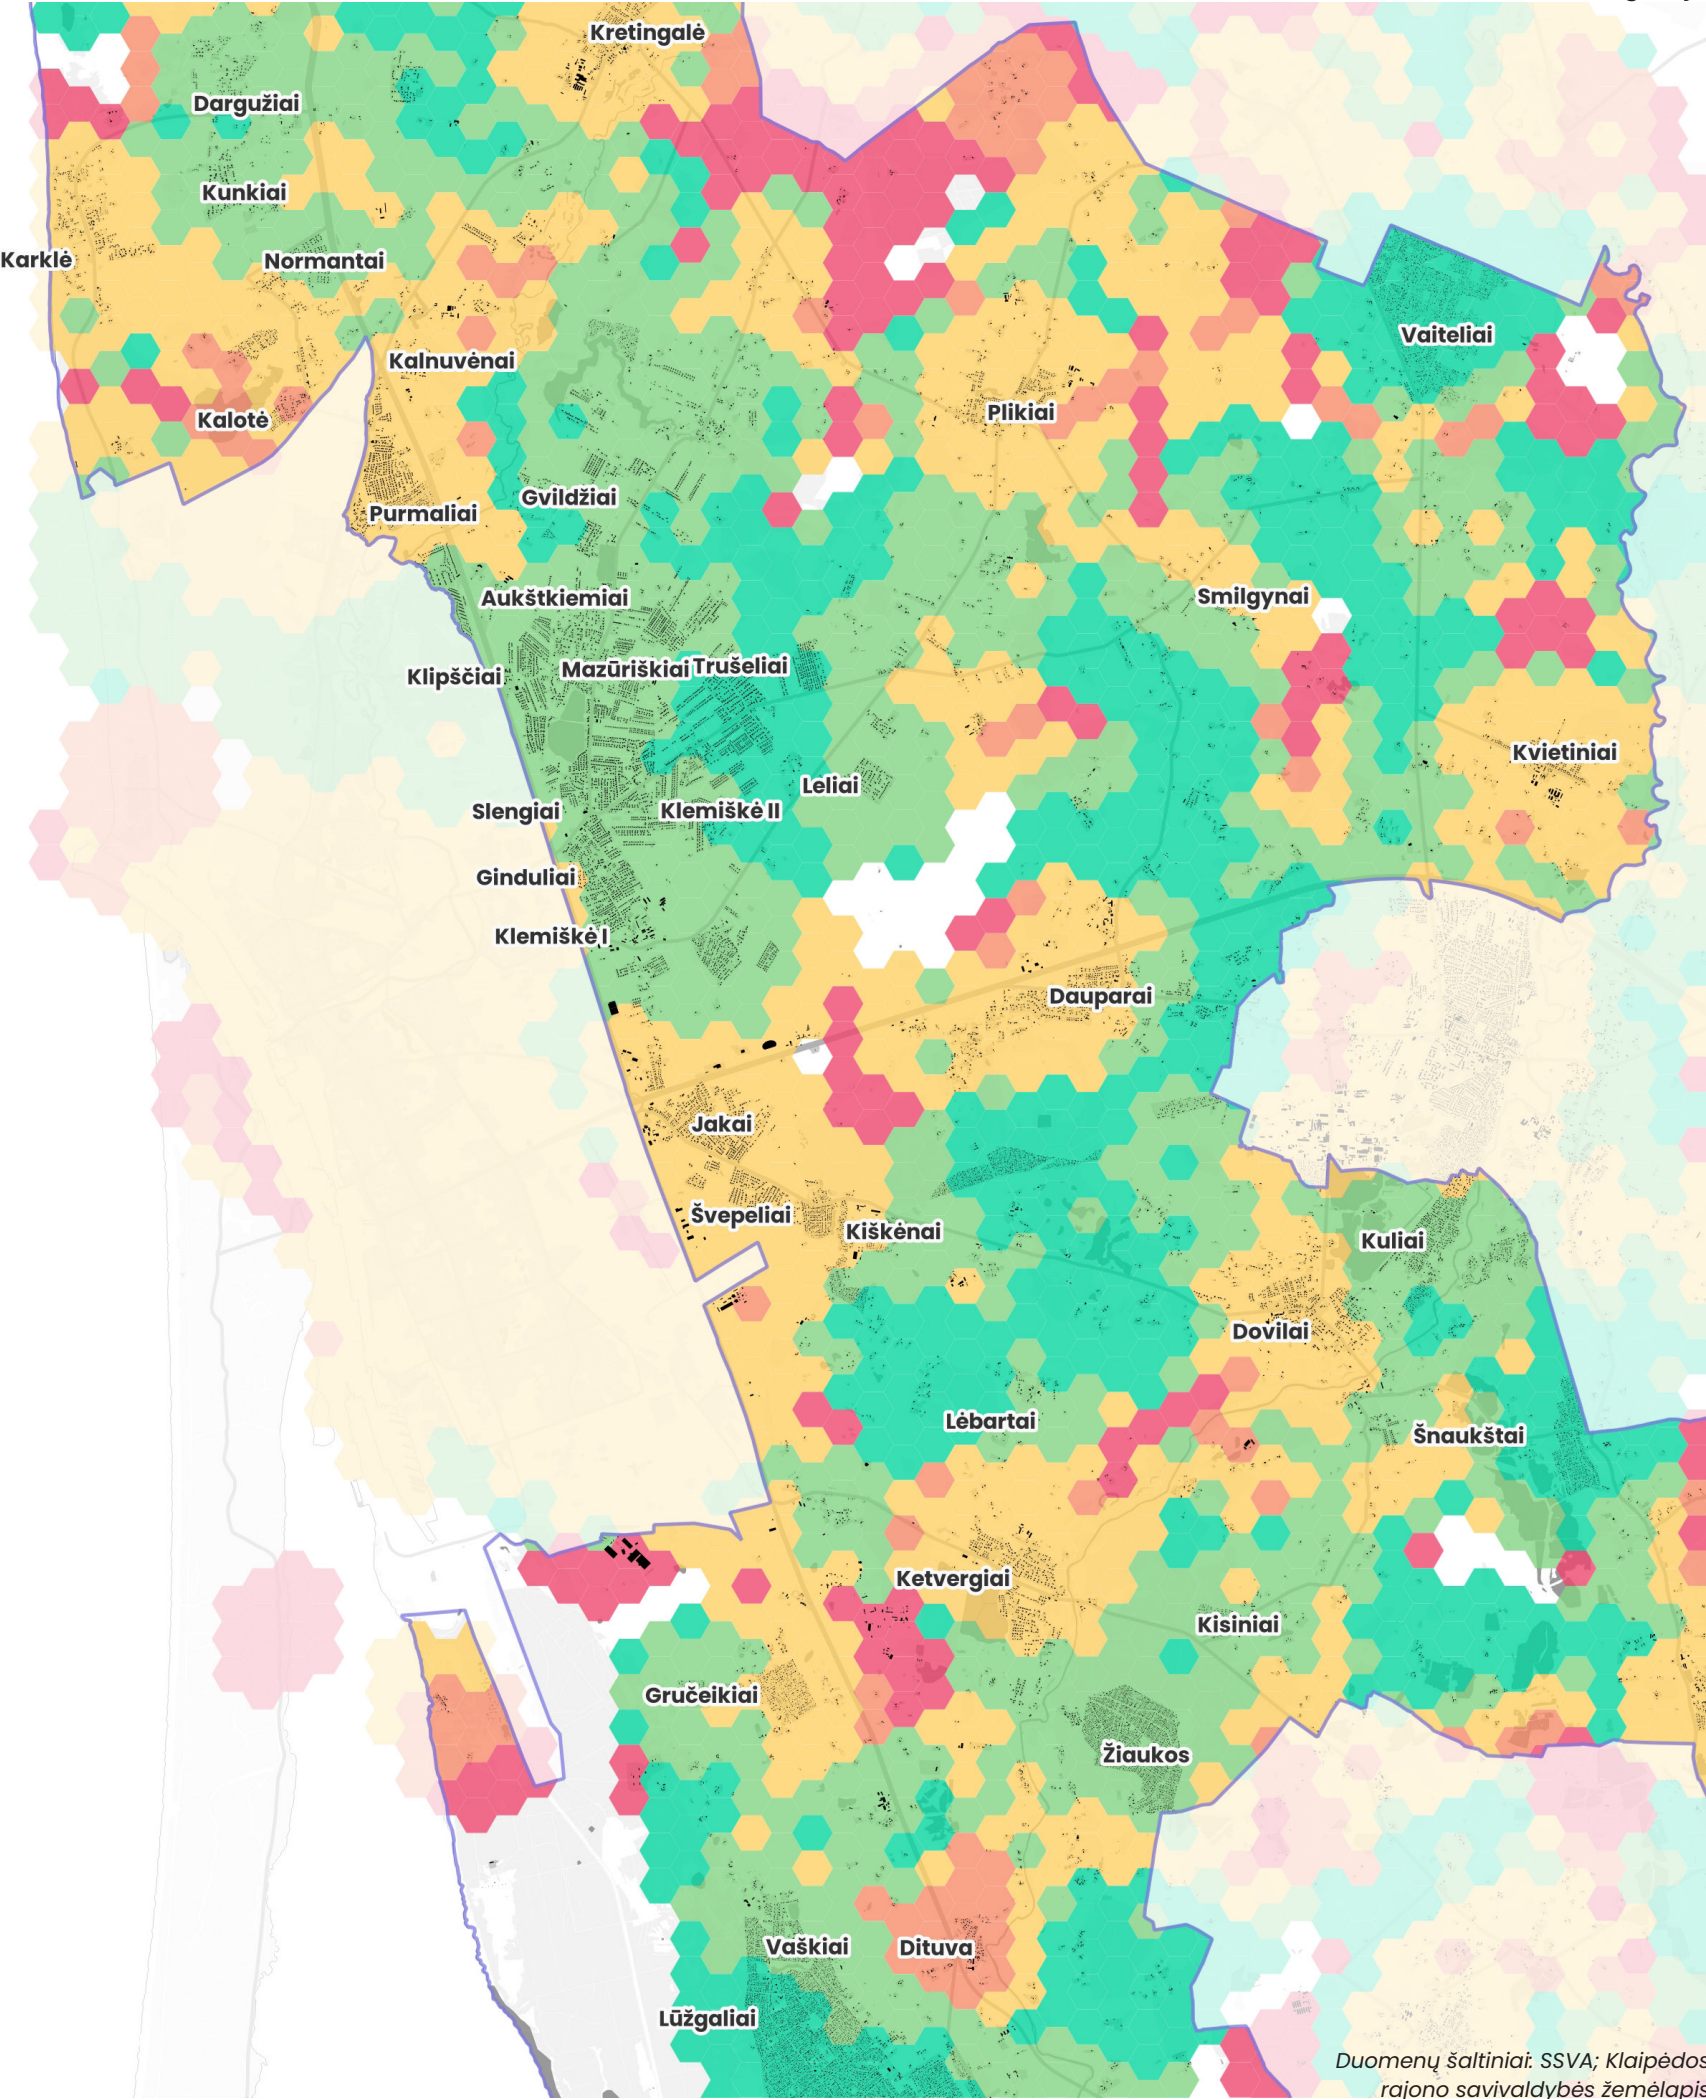 Kretingalė
Dargužiai
Kunkiai
Karklė
Normantai
Vaiteliai
Kalnuvėnai
Kalotė
Plikiai
Gvildžiai
Purmaliai
Aukštkiemiai
Smilgynai
Klipščiai
Mazūriškiai
Trušeliai
Kvietiniai
Leliai
Slengiai
Klemiškė II
Ginduliai
Klemiškė I
Dauparai
Jakai
Švepeliai
Kiškėnai
Kuliai
Dovilai
Lėbartai
Šnaukštai
Ketvergiai
Kisiniai
Gručeikiai
Žiaukos
Vaškiai
Dituva
Lūžgaliai
Duomenų šaltiniai: SSVA; Klaipėdos
rajono savivaldybės žemėlapis